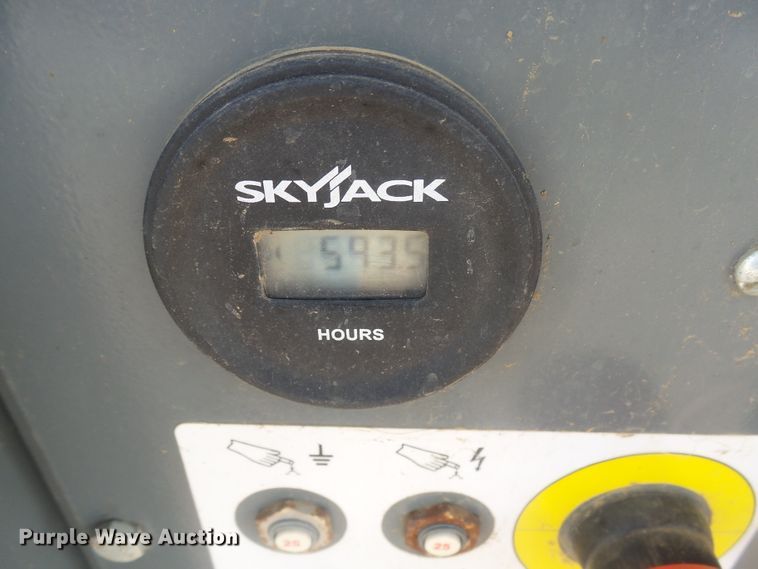 SKYJACK
5935
HOURS
25
25
Purple Wave Auction